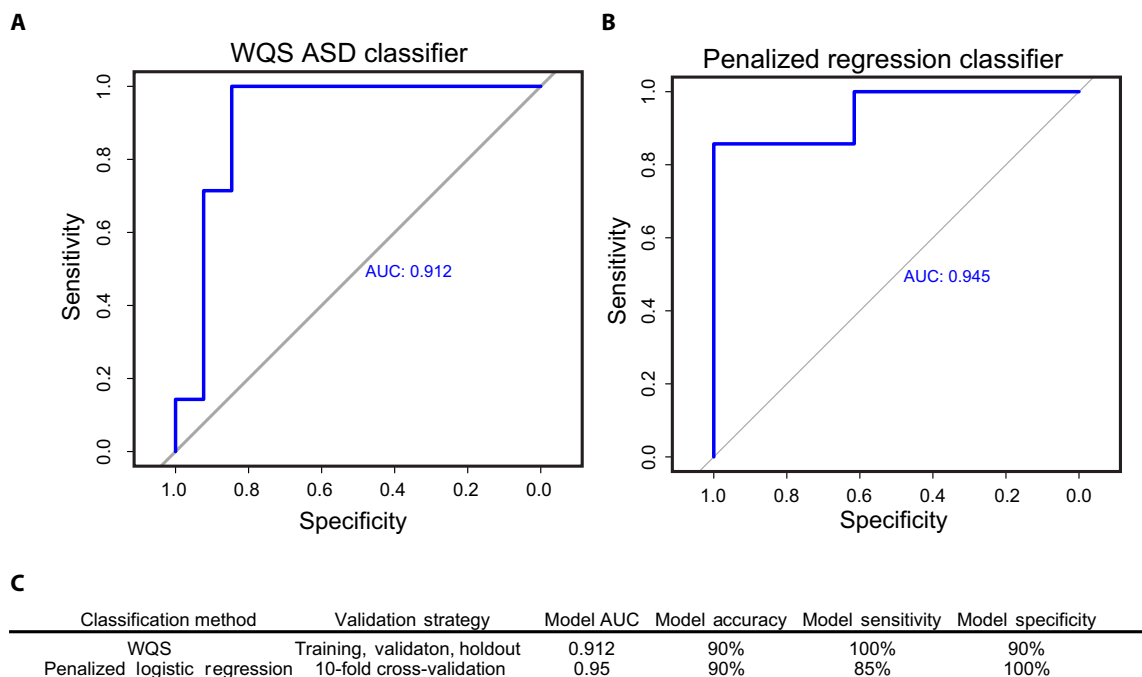 A
WQS ASD classifier
Sensitivity
1.0
0.8
0.6
0.4
0.2
0.0
AUC: 0.912
1.0 0.8 0.6 0.4 0.2 0.0
Specificity
B
Penalized regression classifier
Sensitivity
1.0
0.8
0.6
0.4
0.2
0.0
AUC: 0.945
1.0 0.8 0.6 0.4 0.2 0.0
Specificity
C
Classification method Validation strategy Model AUC Model accuracy Model sensitivity Model specificity
WQS Training, validaton, holdout 0.912 90% 100% 90%
Penalized logistic regression 10-fold cross-validation 0.95 90% 85% 100%